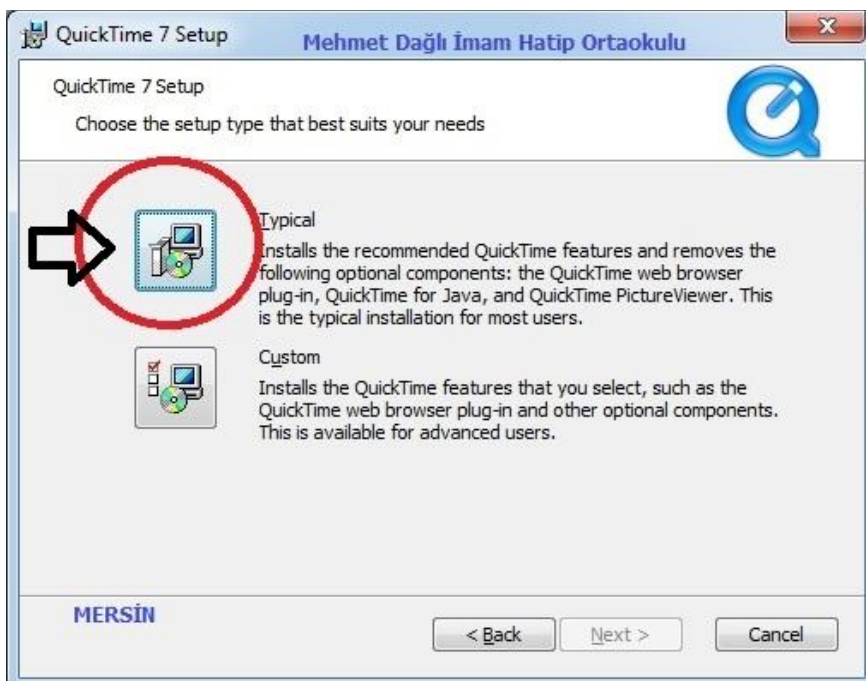 QuickTime 7 Setup
Mehmet Dağlı İmam Hatip Ortaokulu
QuickTime 7 Setup
Choose the setup type that best suits your needs
Typical
Installs the recommended QuickTime features and removes the
following optional components: the QuickTime web browser
plug-in, QuickTime for Java, and QuickTime PictureViewer. This
is the typical installation for most users.
Custom
Installs the QuickTime features that you select, such as the
QuickTime web browser plug-in and other optional components.
This is available for advanced users.
MERSİN
< Back
Next >
Cancel